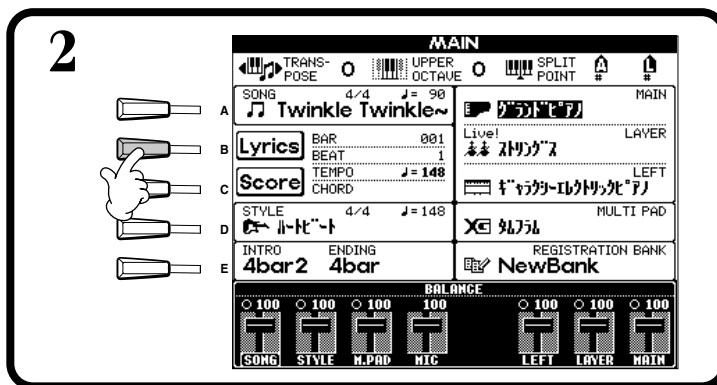 2
MAIN
TRANS-
POSE 0
UPPER
OCTAVE 0
SPLIT
POINT
A
#
L
#
A
B
C
D
E
SONG 4/4 ♩= 90
Twinkle Twinkle~
Lyrics
BAR 001
BEAT 1
Score
TEMPO ♩=148
CHORD
STYLE 4/4 ♩=148
ハートビート
INTRO ENDING
4bar2 4bar
MAIN
グランドピアノ
Live! LAYER
ストリングス
LEFT
ギャラクシーエレクトリックピアノ
MULTI PAD
XG タムフラム
REGISTRATION BANK
NewBank
BALANCE
100 100 100 100 100 100 100
SONG STYLE M.PAD MIC LEFT LAYER MAIN